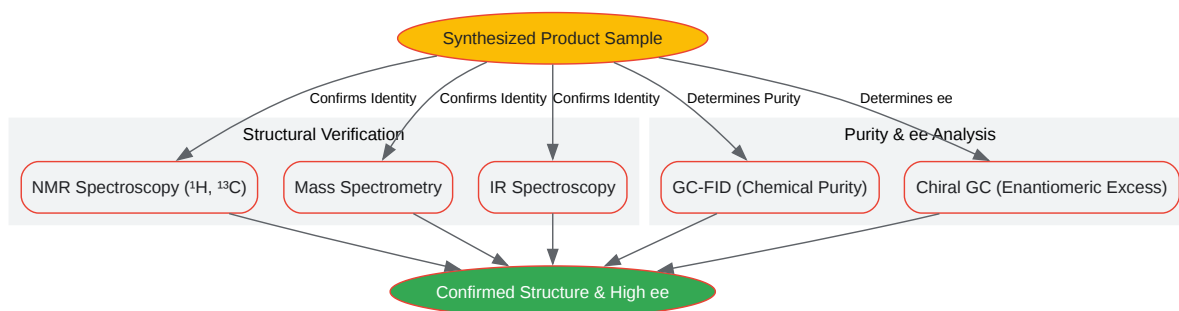 Synthesized Product Sample
Confirms Identity
Confirms Identity
Confirms Identity
Determines Purity
Determines ee
Structural Verification
Purity & ee Analysis
NMR Spectroscopy (¹H, ¹³C)
Mass Spectrometry
IR Spectroscopy
GC-FID (Chemical Purity)
Chiral GC (Enantiomeric Excess)
Confirmed Structure & High ee